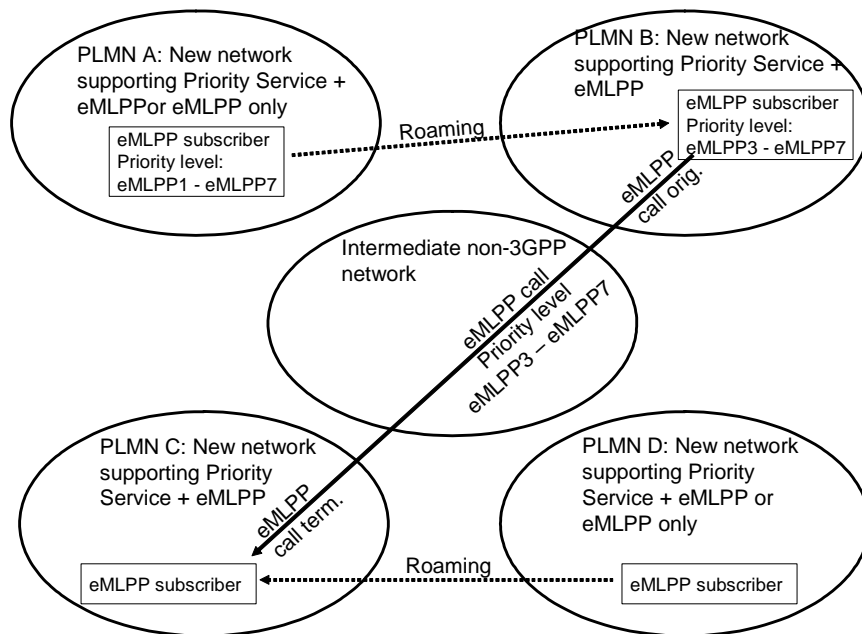 PLMN A: New network
supporting Priority Service +
eMLPPor eMLPP only
eMLPP subscriber
Priority level:
eMLPP1 - eMLPP7
Roaming
PLMN B: New network
supporting Priority Service +
eMLPP
eMLPP subscriber
Priority level:
eMLPP3 - eMLPP7
eMLPP
call orig.
Intermediate non-3GPP
network
eMLPP call
Priority level
eMLPP3 – eMLPP7
PLMN C: New network
supporting Priority
Service + eMLPP
eMLPP
call term.
eMLPP subscriber
Roaming
PLMN D: New network
supporting Priority
Service + eMLPP or
eMLPP only
eMLPP subscriber